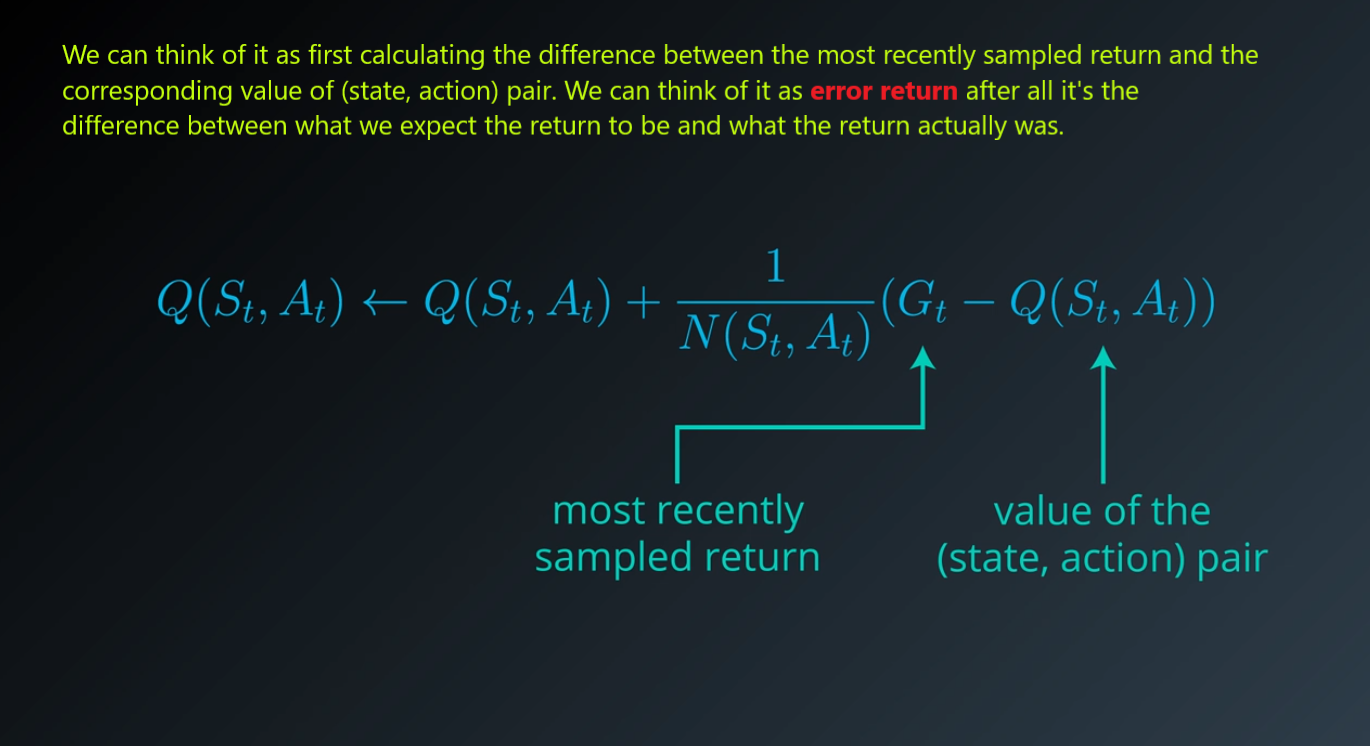 We can think of it as first calculating the difference between the most recently sampled return and the
corresponding value of (state, action) pair. We can think of it as error return after all it's the
difference between what we expect the return to be and what the return actually was.
Q(S_t, A_t) ← Q(S_t, A_t) + \frac{1}{N(S_t, A_t)}(G_t − Q(S_t, A_t))
most recently
sampled return
value of the
(state, action) pair